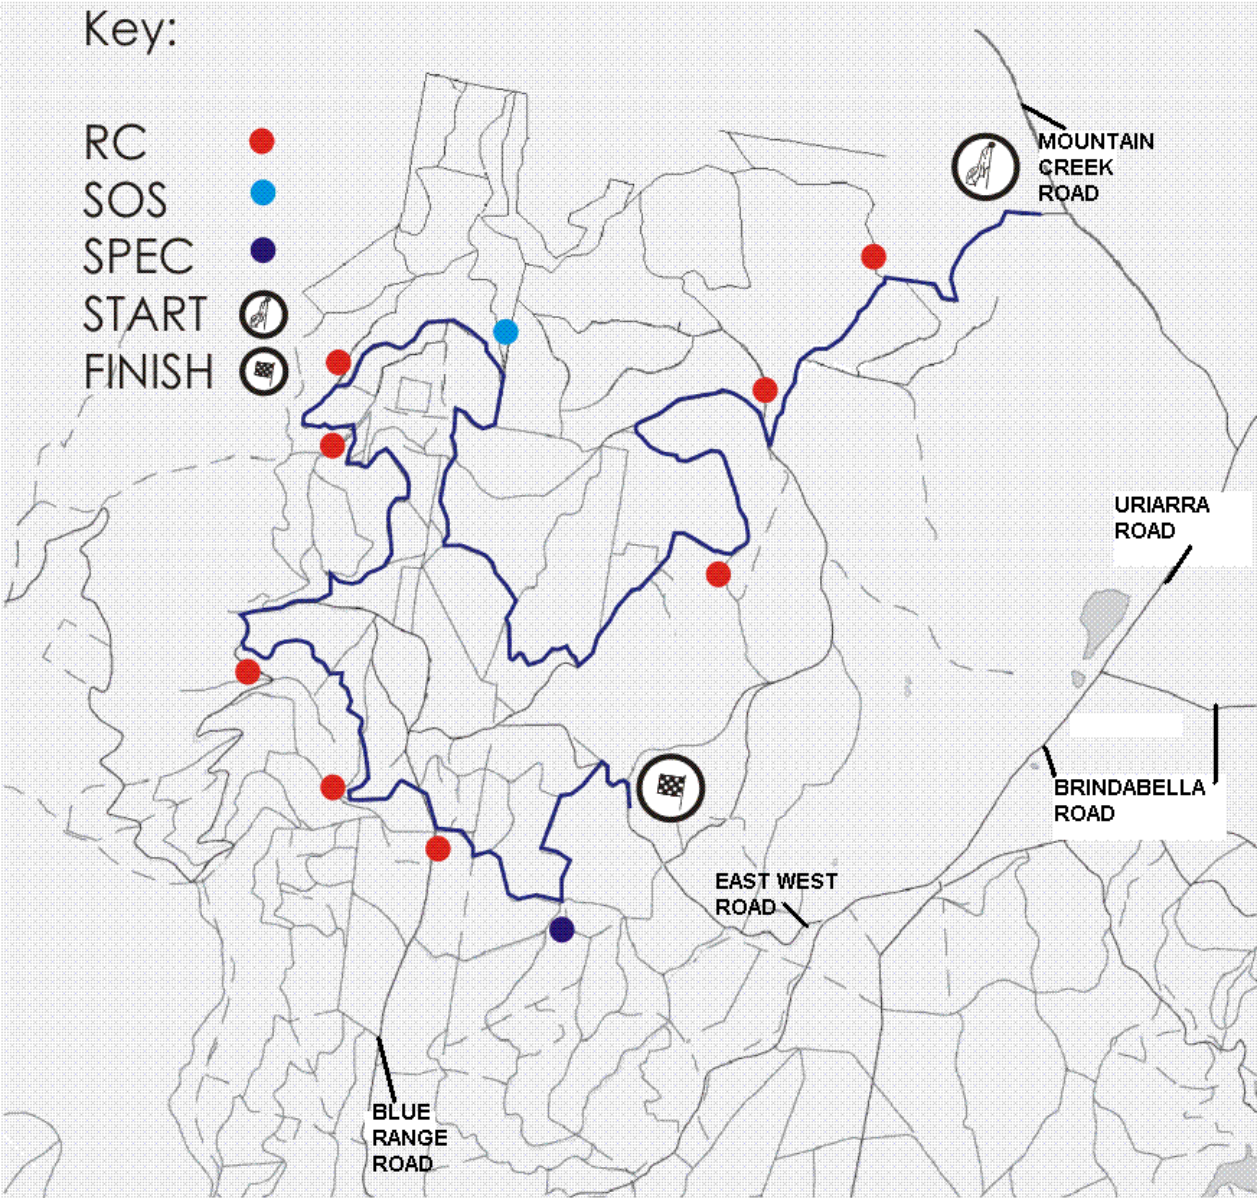 Key:
RC
SOS
SPEC
START
FINISH
MOUNTAIN
CREEK
ROAD
URIARRA
ROAD
BRINDABELLA
ROAD
EAST WEST
ROAD
BLUE
RANGE
ROAD